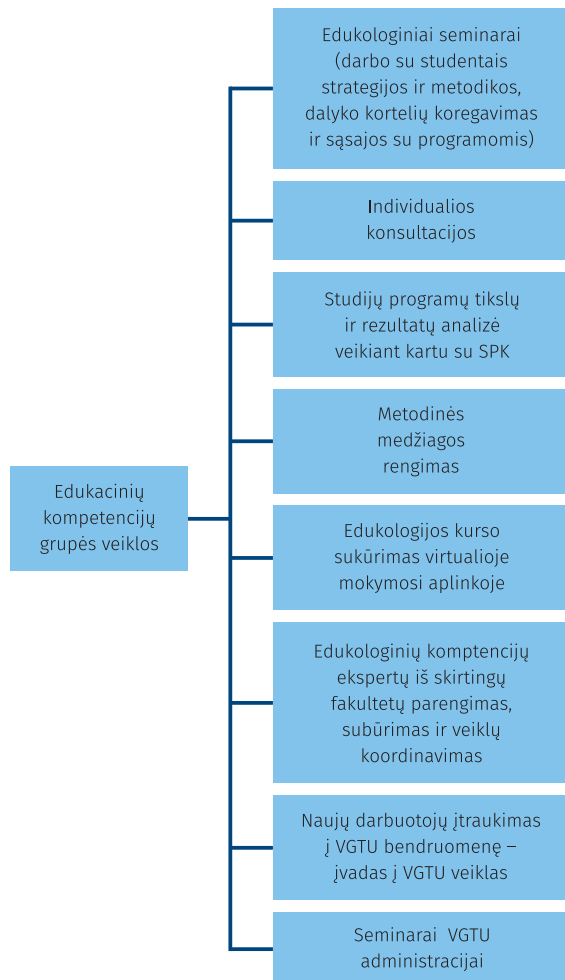 Edukologiniai seminarai
(darbo su studentais
strategijos ir metodikos,
dalyko kortelių koregavimas
ir sąsajos su programomis)
Individualios
konsultacijos
Studijų programų tikslų
ir rezultatų analizė
veikiant kartu su SPK
Metodinės
medžiagos
rengimas
Edukacinių
kompetencijų
grupės veiklos
Edukologijos kurso
sukūrimas virtualioje
mokymosi aplinkoje
Edukologinių komptencijų
ekspertų iš skirtingų
fakultetų parengimas,
subūrimas ir veiklų
koordinavimas
Naujų darbuotojų įtraukimas
į VGTU bendruomenę –
įvadas į VGTU veiklas
Seminarai VGTU
administracijai